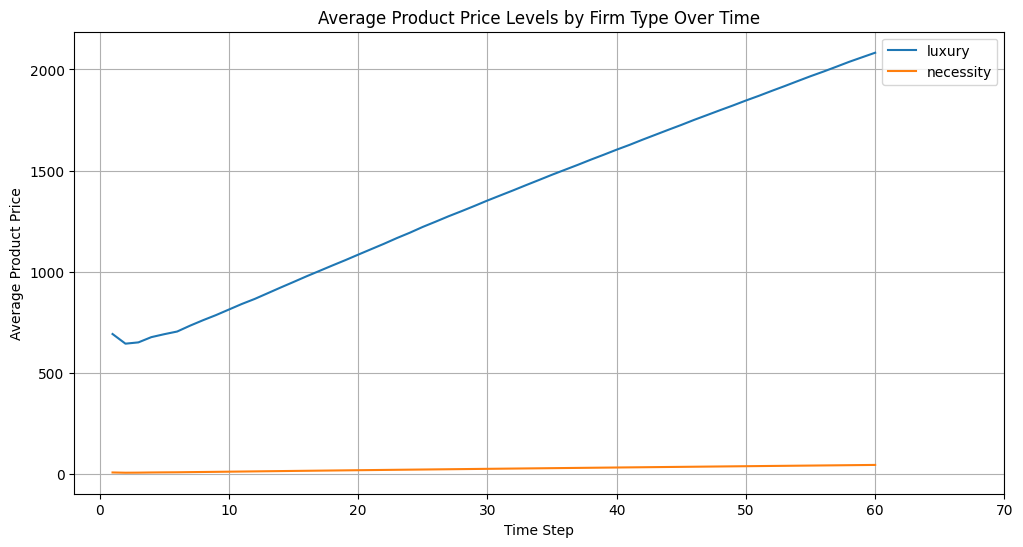 Average Product Price Levels by Firm Type Over Time
luxury
necessity
Average Product Price
2000
1500
1000
500
0
0 10 20 30 40 50 60 70
Time Step